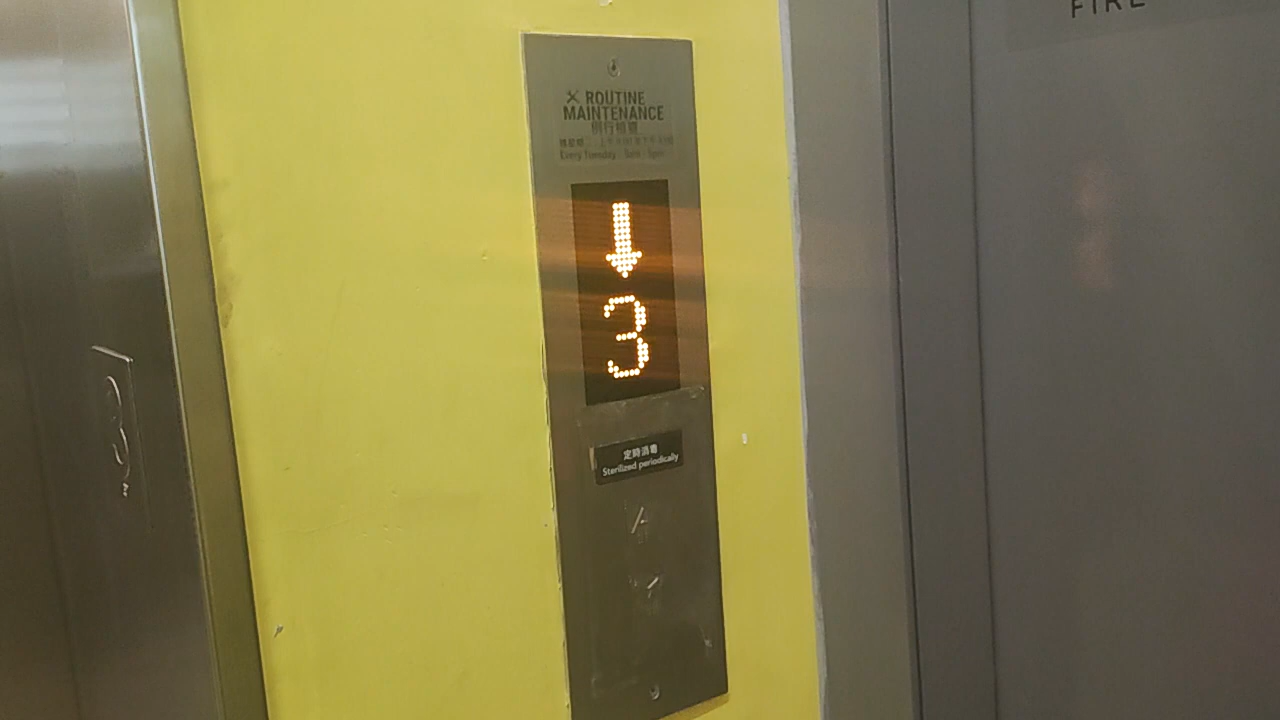 FIRE
ROUTINE
MAINTENANCE
例行檢查
Every Tuesday
3
定時消毒
Sterilized periodically